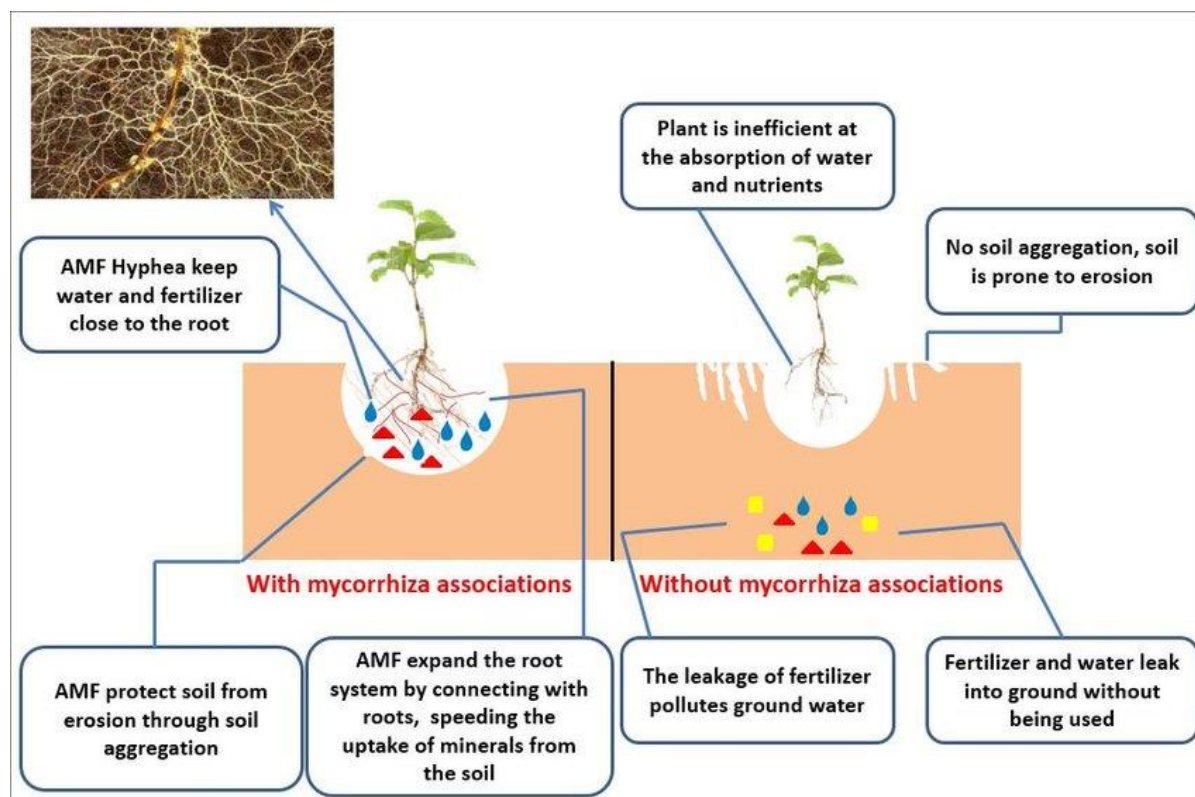 AMF Hyphea keep
water and fertilizer
close to the root
Plant is inefficient at
the absorption of water
and nutrients
No soil aggregation, soil
is prone to erosion
With mycorrhiza associations
Without mycorrhiza associations
AMF protect soil from
erosion through soil
aggregation
AMF expand the root
system by connecting with
roots, speeding the
uptake of minerals from
the soil
The leakage of fertilizer
pollutes ground water
Fertilizer and water leak
into ground without
being used